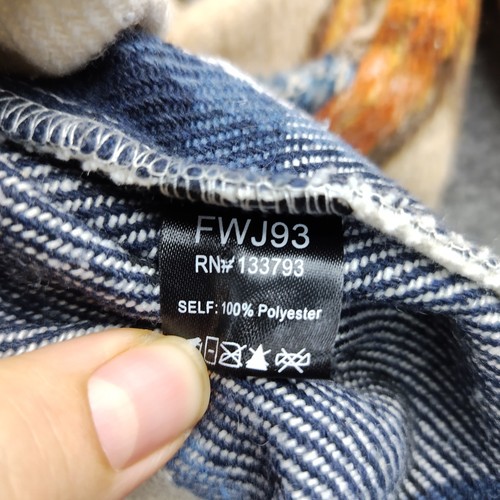 FWJ93
RN# 133793
SELF: 100% Polyester